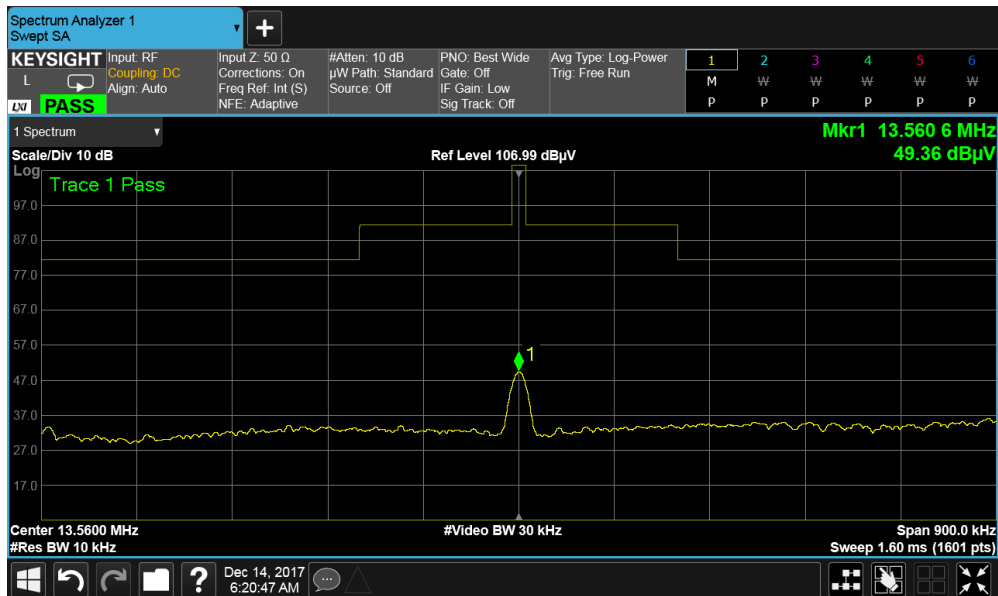 Spectrum Analyzer 1
Swept SA
+
KEYSIGHT Input: RF Input Z: 50 Ω #Atten: 10 dB PNO: Best Wide Avg Type: Log-Power 1 2 3 4 5 6
L Coupling: DC Corrections: On µW Path: Standard Gate: Off Trig: Free Run M W W W W W
Align: Auto Freq Ref: Int (S) Source: Off IF Gain: Low
LXI PASS NFE: Adaptive Sig Track: Off P P P P P P
1 Spectrum
Mkr1 13.560 6 MHz
Scale/Div 10 dB Ref Level 106.99 dBµV 49.36 dBµV
Log
Trace 1 Pass
97.0
87.0
77.0
67.0
57.0
1
47.0
37.0
27.0
17.0
Center 13.5600 MHz #Video BW 30 kHz Span 900.0 kHz
#Res BW 10 kHz Sweep 1.60 ms (1601 pts)
? Dec 14, 2017
6:20:47 AM